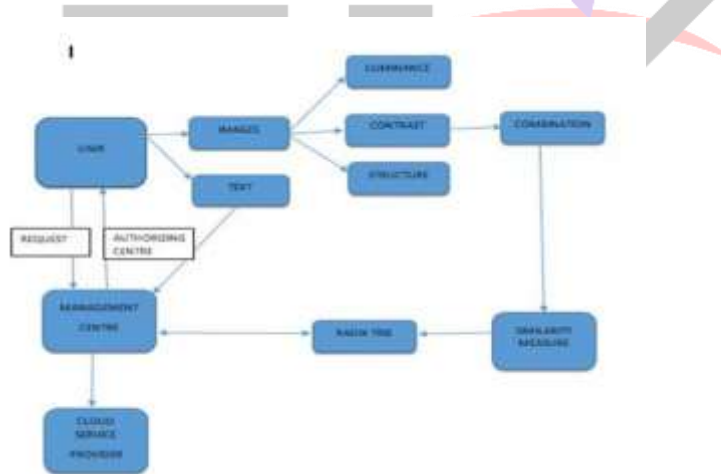 LUMINANCE
USER
IMAGES
CONTRAST
COMBINATION
TEXT
STRUCTURE
REQUEST
AUTHORIZING
CENTRE
MANAGEMENT
CENTRE
RADIX TREE
SIMILARITY
MEASURE
CLOUD
SERVICE
PROVIDER